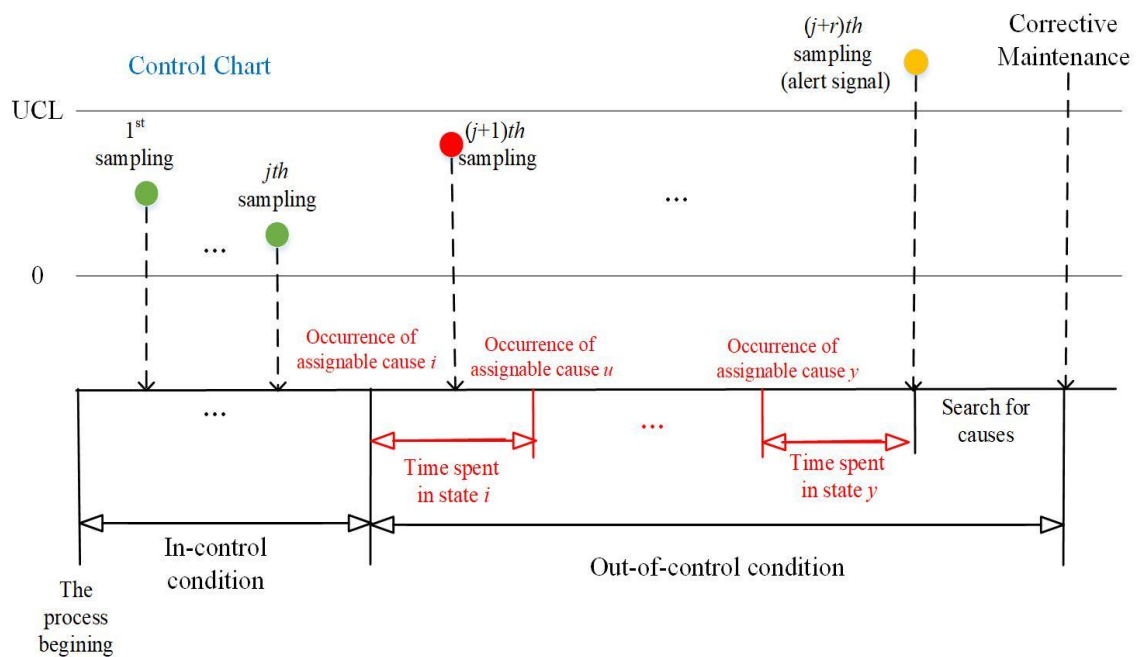 Control Chart
(j+r)th
sampling
(alert signal)
Corrective
Maintenance
UCL
1st
sampling
jth
sampling
(j+1)th
sampling
...
...
0
Occurrence of
assignable cause i
Occurrence of
assignable cause u
Occurrence of
assignable cause y
...
...
Search for
causes
Time spent
in state i
Time spent
in state y
In-control
condition
Out-of-control condition
The
process
begining